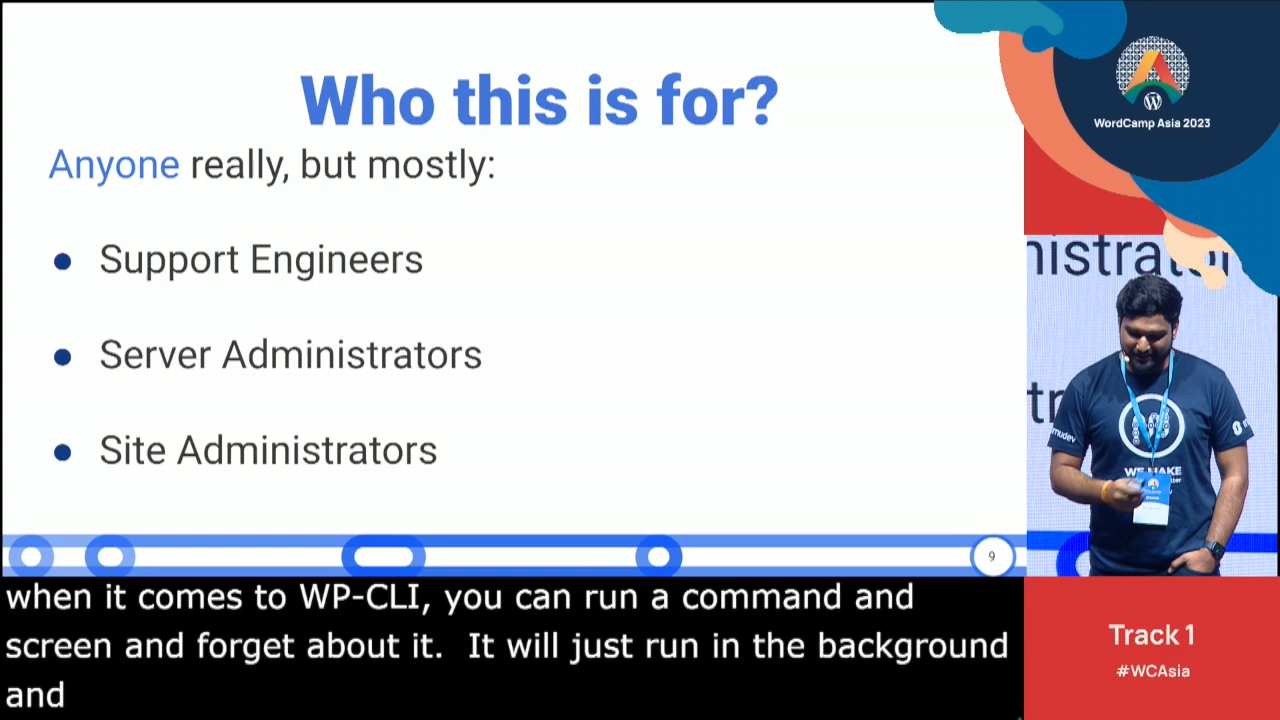 Who this is for?
Anyone really, but mostly:
Support Engineers
Server Administrators
Site Administrators
9
when it comes to WP-CLI, you can run a command and
screen and forget about it. It will just run in the background
and
WordCamp Asia 2023
WE MAKE
Track 1
#WCAsia